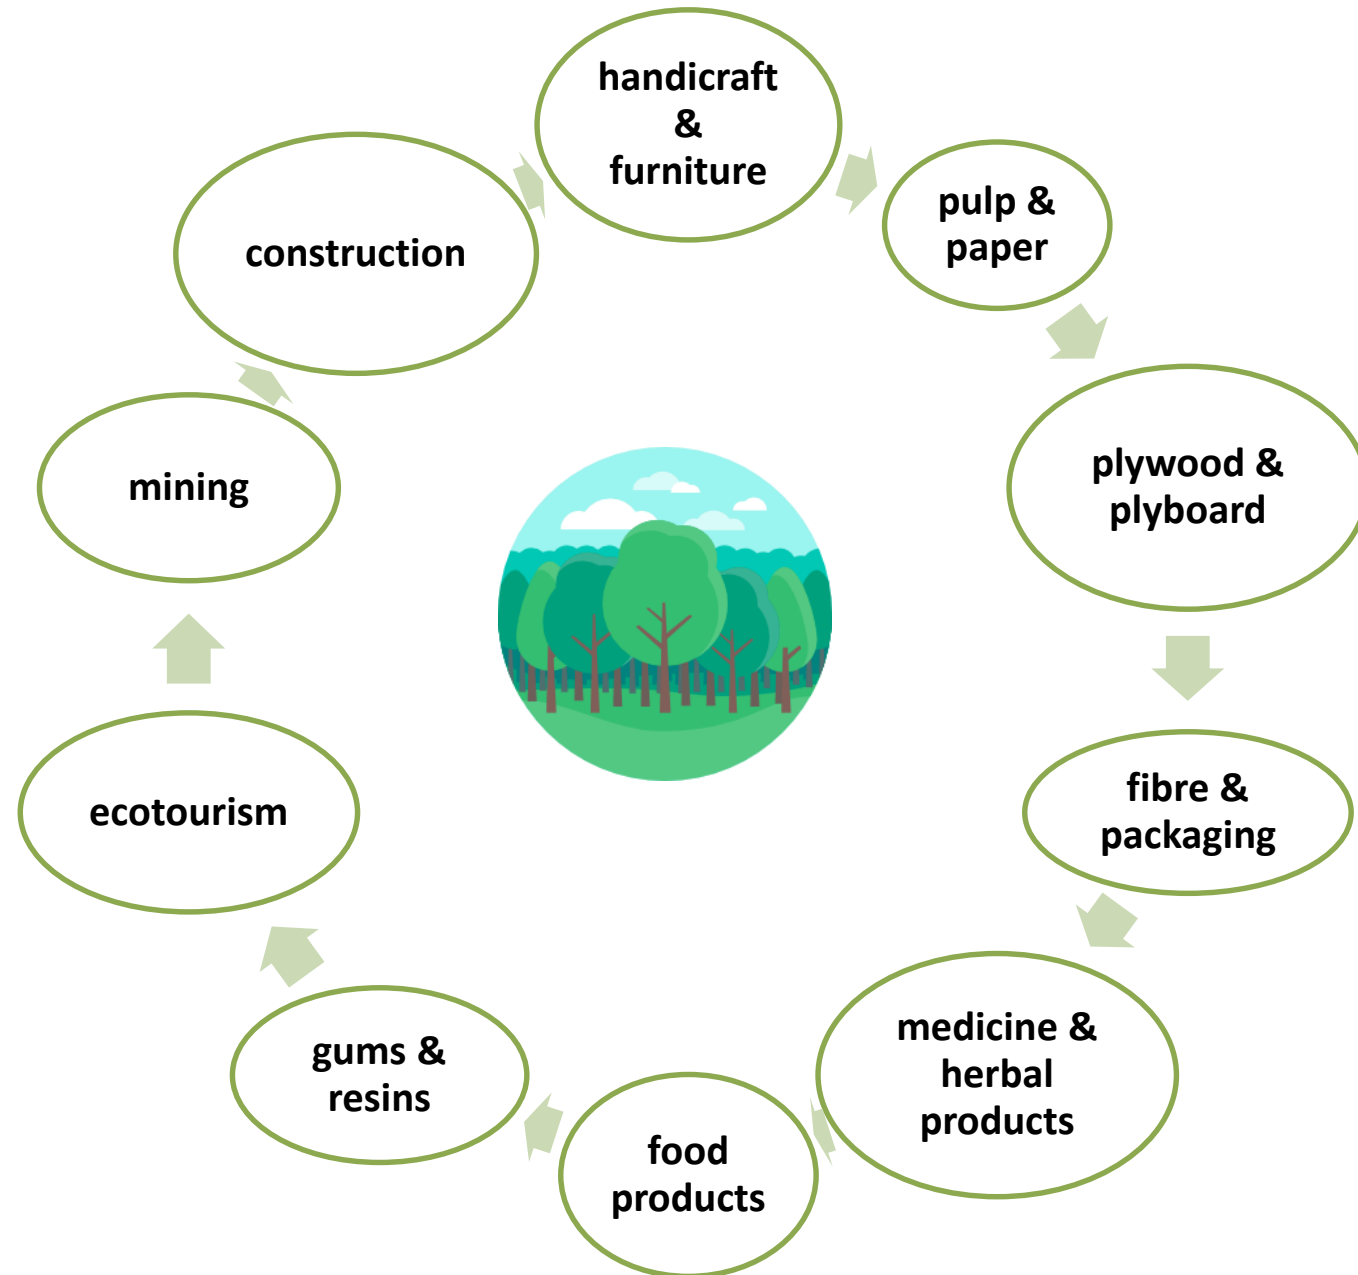 handicraft
&
furniture
pulp &
paper
plywood &
plyboard
fibre &
packaging
medicine &
herbal
products
food
products
gums &
resins
ecotourism
mining
construction